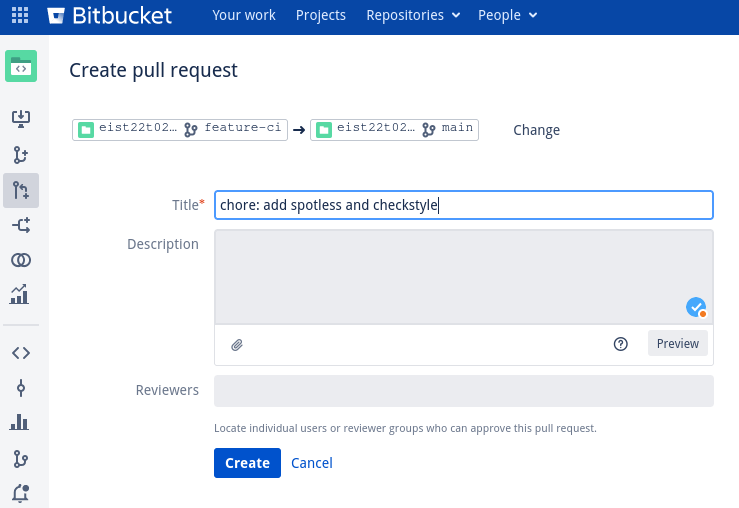 Bitbucket Your work Projects Repositories People
Create pull request
eist22t02... feature-ci → eist22t02... main Change
Title* chore: add spotless and checkstyle
Description
Preview
Reviewers
Locate individual users or reviewer groups who can approve this pull request.
Create Cancel